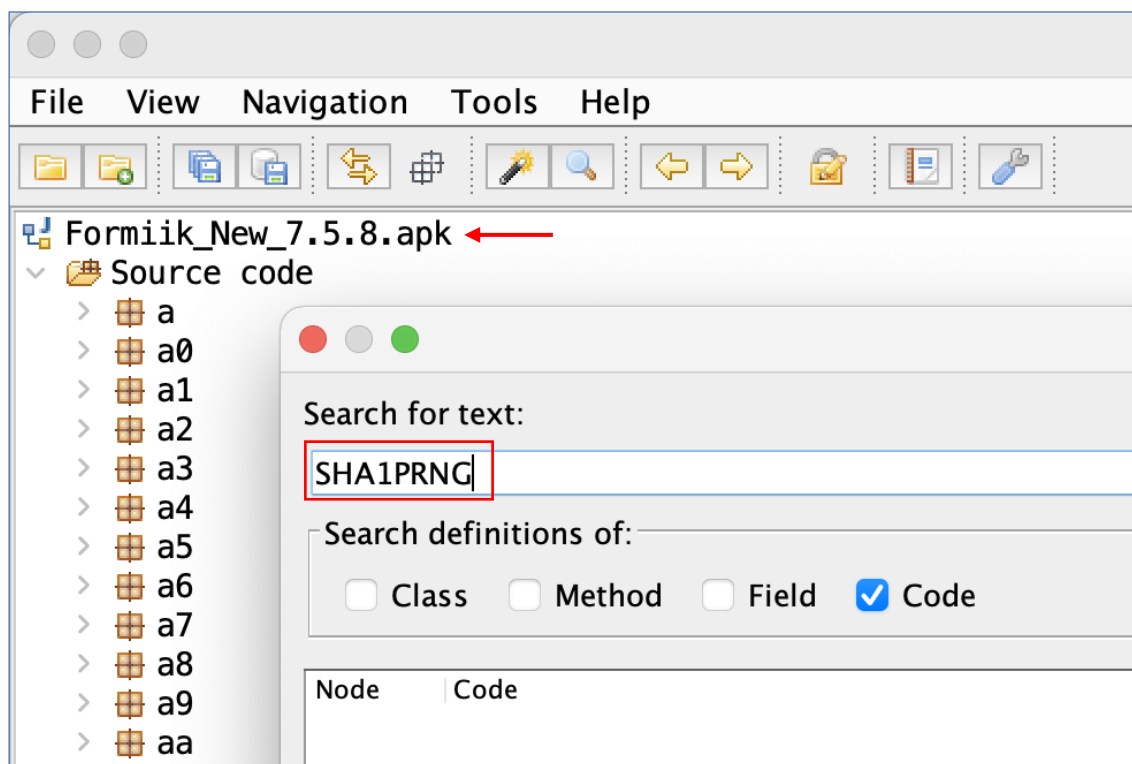 File View Navigation Tools Help
Formiik_New_7.5.8.apk
Source code
a
a0
a1
a2
a3
a4
a5
a6
a7
a8
a9
aa
Search for text:
SHA1PRNG
Search definitions of:
Class Method Field Code
Node Code